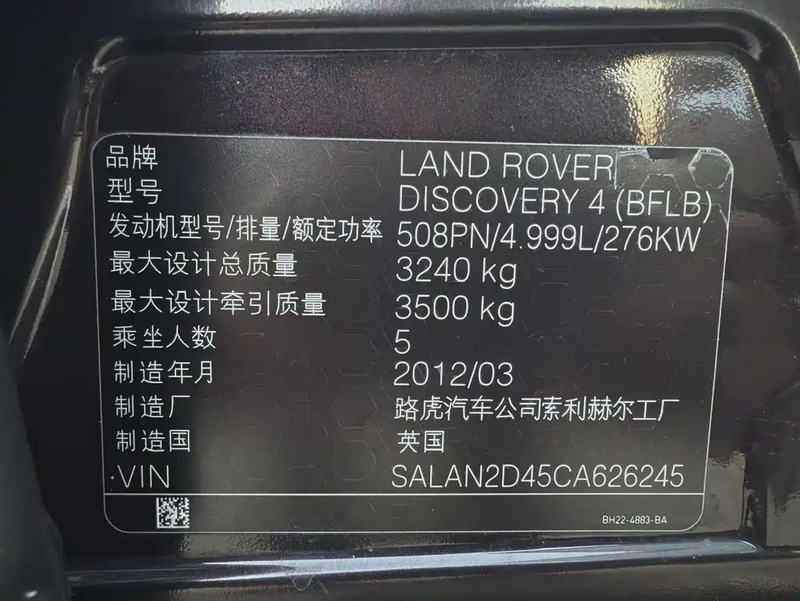 品牌 LAND ROVER
型号 DISCOVERY 4 (BFLB)
发动机型号/排量/额定功率 508PN/4.999L/276KW
最大设计总质量 3240 kg
最大设计牵引质量 3500 kg
乘坐人数 5
制造年月 2012/03
制造厂 路虎汽车公司索利赫尔工厂
制造国 英国
·VIN SALAN2D45CA626245
BH22-4883-BA